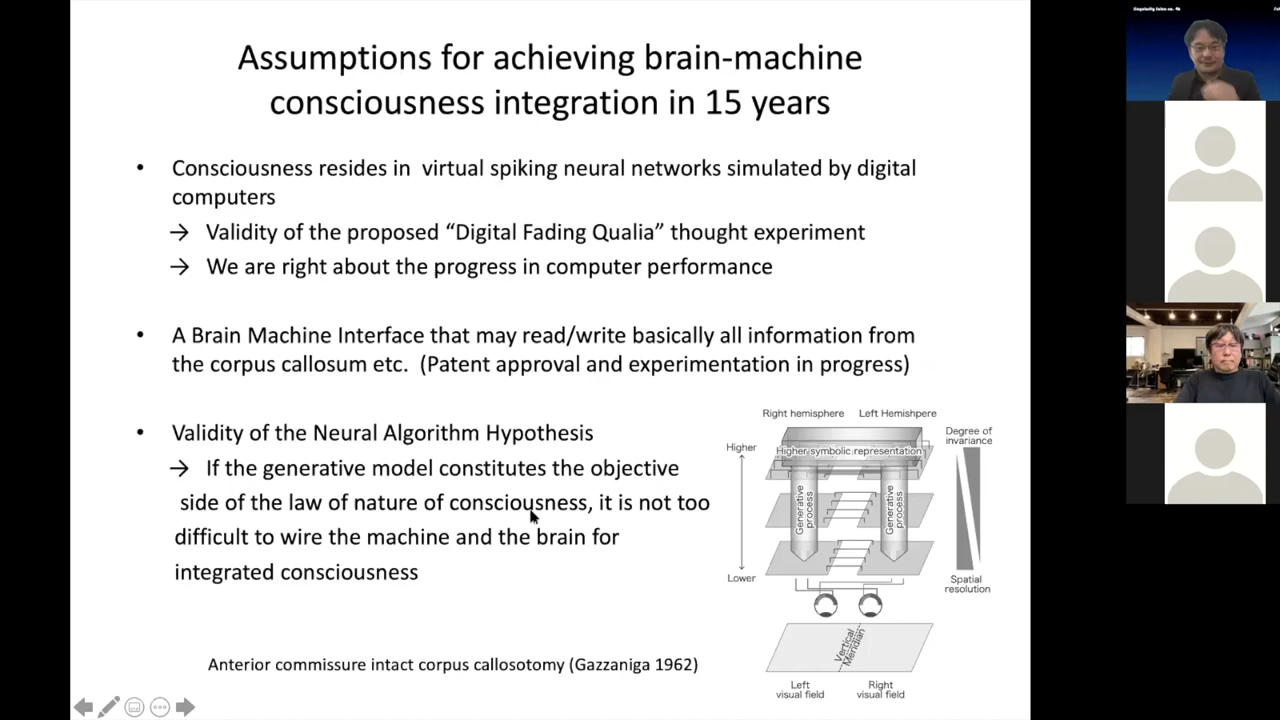 Assumptions for achieving brain-machine
consciousness integration in 15 years
• Consciousness resides in virtual spiking neural networks simulated by digital
computers
→ Validity of the proposed “Digital Fading Qualia” thought experiment
→ We are right about the progress in computer performance
• A Brain Machine Interface that may read/write basically all information from
the corpus callosum etc. (Patent approval and experimentation in progress)
• Validity of the Neural Algorithm Hypothesis
→ If the generative model constitutes the objective
side of the law of nature of consciousness, it is not too
difficult to wire the machine and the brain for
integrated consciousness
Anterior commissure intact corpus callosotomy (Gazzaniga 1962)
Right hemisphere Left Hemishpere
Higher
Higher symbolic representation
Degree of
invariance
Generative
process
Generative
process
Lower
Spatial
resolution
Vertical
Meridian
Left
visual field
Right
visual field